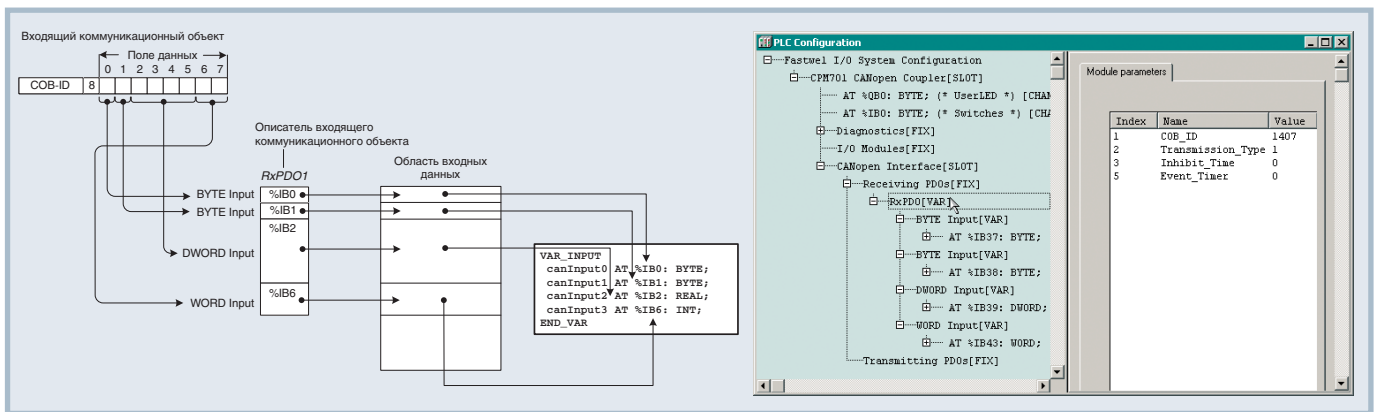 Входящий коммуникационный объект
Поле данных
0 1 2 3 4 5 6 7
COB-ID 8
Описатель входящего
коммуникационного объекта
RxPDO1
Область входных
данных
BYTE Input %IB0
BYTE Input %IB1
%IB2
DWORD Input
WORD Input %IB6
VAR_INPUT
canInput0 AT %IB0: BYTE;
canInput1 AT %IB1: BYTE;
canInput2 AT %IB2: REAL;
canInput3 AT %IB6: INT;
END_VAR
PLC Configuration
Fastwel I/O System Configuration
CPM701 CANopen Coupler[SLOT]
AT %QB0: BYTE; (* UserLED *) [CHAN
AT %IB0: BYTE; (* Switches *) [CHA
Diagnostics[FIX]
I/O Modules[FIX]
CANopen Interface[SLOT]
Receiving PDOs[FIX]
RxPDO[VAR]
BYTE Input[VAR]
AT %IB37: BYTE;
BYTE Input[VAR]
AT %IB38: BYTE;
DWORD Input[VAR]
AT %IB39: DWORD;
WORD Input[VAR]
AT %IB43: WORD;
Transmitting PDOs[FIX]
Module parameters
Index Name Value
1 COB_ID 1407
2 Transmission_Type 1
3 Inhibit_Time 0
5 Event_Timer 0